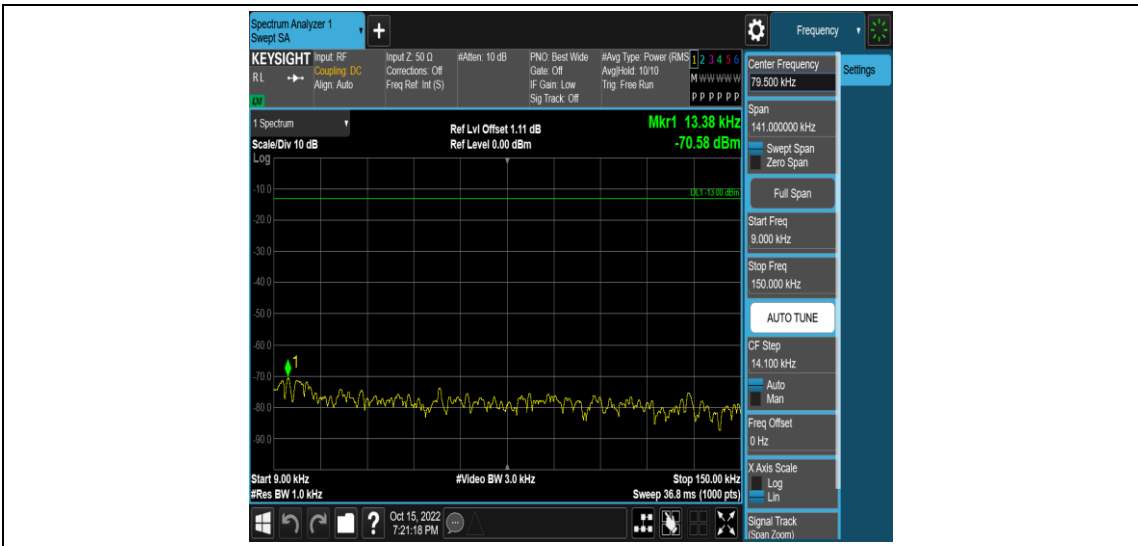 Spectrum Analyzer 1
Swept SA
+
Frequency
KEYSIGHT
RL
LXI
Input: RF
Coupling: DC
Align: Auto
Input Z: 50 Ω
Corrections: Off
Freq Ref: Int (S)
#Atten: 10 dB
PNO: Best Wide
Gate: Off
IF Gain: Low
Sig Track: Off
#Avg Type: Power (RMS
Avg|Hold: 10/10
Trig: Free Run
1 2 3 4 5 6
M W W W W W
P P P P P P
1 Spectrum
Scale/Div 10 dB
Ref Lvl Offset 1.11 dB
Ref Level 0.00 dBm
Mkr1 13.38 kHz
-70.58 dBm
Log
DL1 -13.00 dBm
-10.0
-20.0
-30.0
-40.0
-50.0
-60.0
-70.0
-80.0
-90.0
1
Start 9.00 kHz
#Res BW 1.0 kHz
#Video BW 3.0 kHz
Stop 150.00 kHz
Sweep 36.8 ms (1000 pts)
?
Oct 15, 2022
7:21:18 PM
Center Frequency
79.500 kHz
Settings
Span
141.000000 kHz
Swept Span
Zero Span
Full Span
Start Freq
9.000 kHz
Stop Freq
150.000 kHz
AUTO TUNE
CF Step
14.100 kHz
Auto
Man
Freq Offset
0 Hz
X Axis Scale
Log
Lin
Signal Track
(Span Zoom)